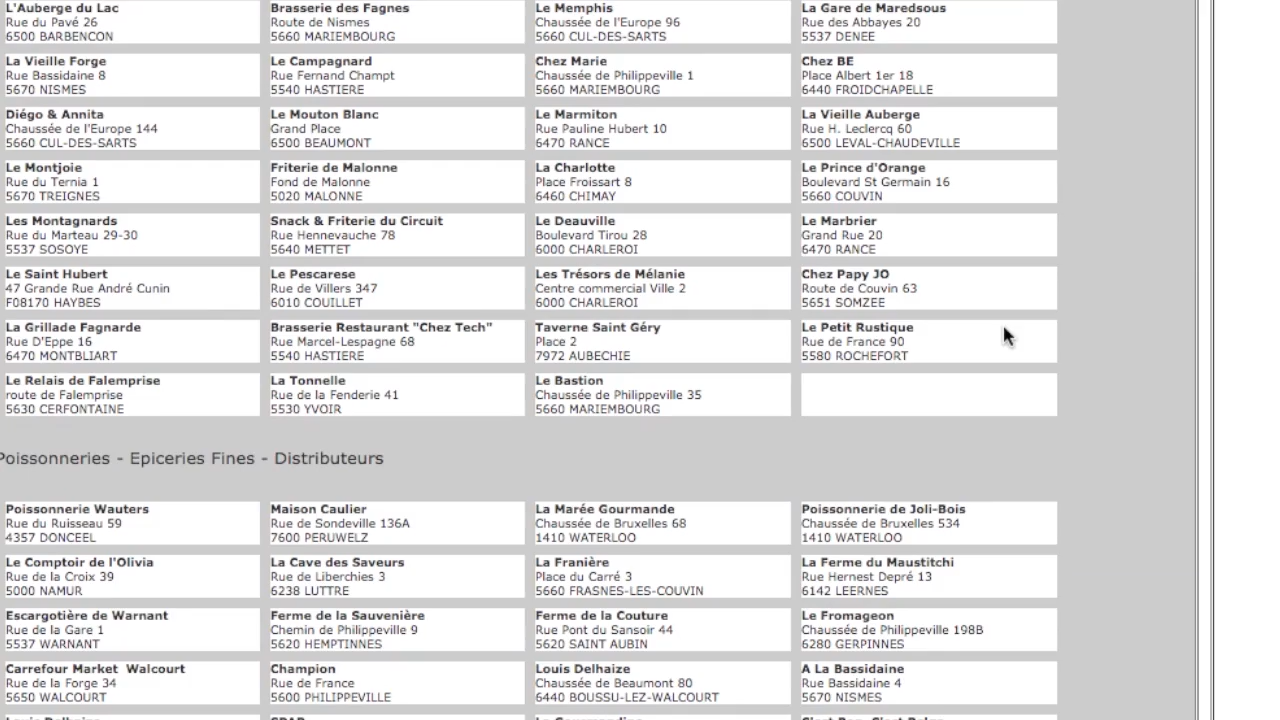 L'Auberge du Lac
Rue du Pavé 26
6500 BARBENCON
Brasserie des Fagnes
Route de Nismes
5660 MARIEMBOURG
Le Memphis
Chaussée de l'Europe 96
5660 CUL-DES-SARTS
La Gare de Maredsous
Rue des Abbayes 20
5537 DENEE
La Vieille Forge
Rue Bassidaine 8
5670 NISMES
Le Campagnard
Rue Fernand Champt
5540 HASTIERE
Chez Marie
Chaussée de Philippeville 1
5660 MARIEMBOURG
Chez BE
Place Albert 1er 18
6440 FROIDCHAPELLE
Diégo & Annita
Chaussée de l'Europe 144
5660 CUL-DES-SARTS
Le Mouton Blanc
Grand Place
6500 BEAUMONT
Le Marmiton
Rue Pauline Hubert 10
6470 RANCE
La Vieille Auberge
Rue H. Leclercq 60
6500 LEVAL-CHAUDEVILLE
Le Montjoie
Rue du Ternia 1
5670 TREIGNES
Friterie de Malonne
Fond de Malonne
5020 MALONNE
La Charlotte
Place Froissart 8
6460 CHIMAY
Le Prince d'Orange
Boulevard St Germain 16
5660 COUVIN
Les Montagnards
Rue du Marteau 29-30
5537 SOSOYE
Snack & Friterie du Circuit
Rue Hennevauche 78
5640 METTET
Le Deauville
Boulevard Tirou 28
6000 CHARLEROI
Le Marbrier
Grand Rue 20
6470 RANCE
Le Saint Hubert
47 Grande Rue André Cunin
F08170 HAYBES
Le Pescarese
Rue de Villers 347
6010 COUILLET
Les Trésors de Mélanie
Centre commercial Ville 2
6000 CHARLEROI
Chez Papy JO
Route de Couvin 63
5651 SOMZEE
La Grillade Fagnarde
Rue D'Eppe 16
6470 MONTBLIART
Brasserie Restaurant "Chez Tech"
Rue Marcel-Lespagne 68
5540 HASTIERE
Taverne Saint Géry
Place 2
7972 AUBECHIE
Le Petit Rustique
Rue de France 90
5580 ROCHEFORT
Le Relais de Falemprise
route de Falemprise
5630 CERFONTAINE
La Tonnelle
Rue de la Fenderie 41
5530 YVOIR
Le Bastion
Chaussée de Philippeville 35
5660 MARIEMBOURG
Poissonneries - Epiceries Fines - Distributeurs
Poissonnerie Wauters
Rue du Ruisseau 59
4357 DONCEEL
Maison Caulier
Rue de Sondeville 136A
7600 PERUWELZ
La Marée Gourmande
Chaussée de Bruxelles 68
1410 WATERLOO
Poissonnerie de Joli-Bois
Chaussée de Bruxelles 534
1410 WATERLOO
Le Comptoir de l'Olivia
Rue de la Croix 39
5000 NAMUR
La Cave des Saveurs
Rue de Liberchies 3
6238 LUTTRE
La Franière
Place du Carré 3
5660 FRASNES-LES-COUVIN
La Ferme du Maustitchi
Rue Hernest Depré 13
6142 LEERNES
Escargotière de Warnant
Rue de la Gare 1
5537 WARNANT
Ferme de la Sauvenière
Chemin de Philippeville 9
5620 HEMPTINNES
Ferme de la Couture
Rue Pont du Sansoir 44
5620 SAINT AUBIN
Le Fromageon
Chaussée de Philippeville 198B
6280 GERPINNES
Carrefour Market  Walcourt
Rue de la Forge 34
5650 WALCOURT
Champion
Rue de France
5600 PHILIPPEVILLE
Louis Delhaize
Chaussée de Beaumont 80
6440 BOUSSU-LEZ-WALCOURT
A La Bassidaine
Rue Bassidaine 4
5670 NISMES